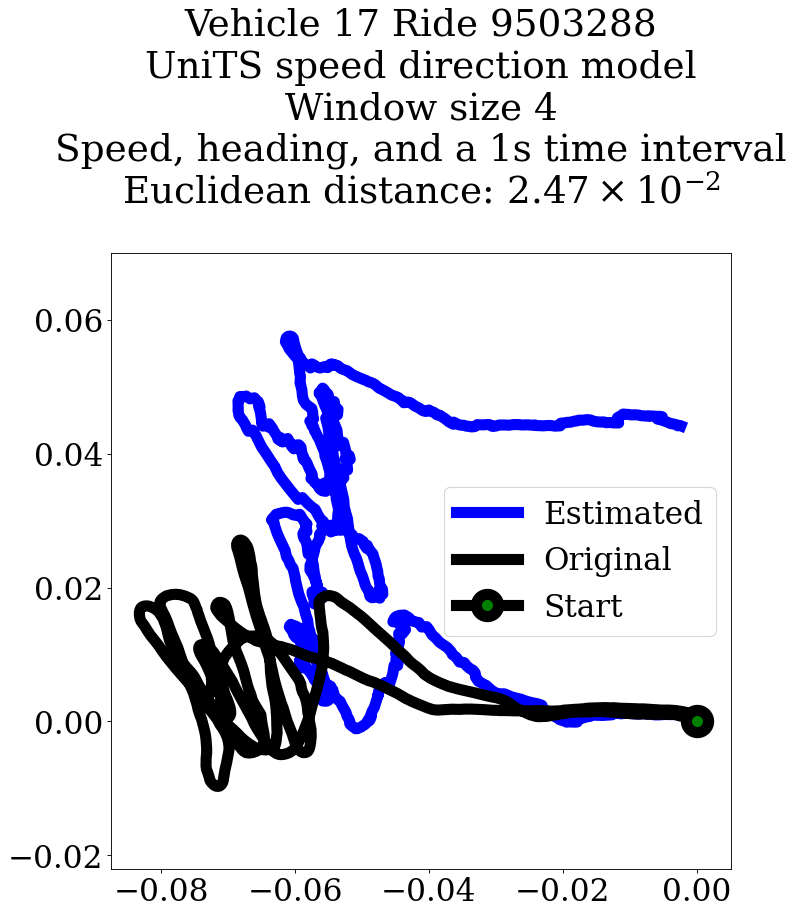 Vehicle 17 Ride 9503288
UniTS speed direction model
Window size 4
Speed, heading, and a 1s time interval
Euclidean distance: 2.47 × 10⁻²
0.06
0.04
0.02
0.00
−0.02
Estimated
Original
Start
−0.08 −0.06 −0.04 −0.02 0.00